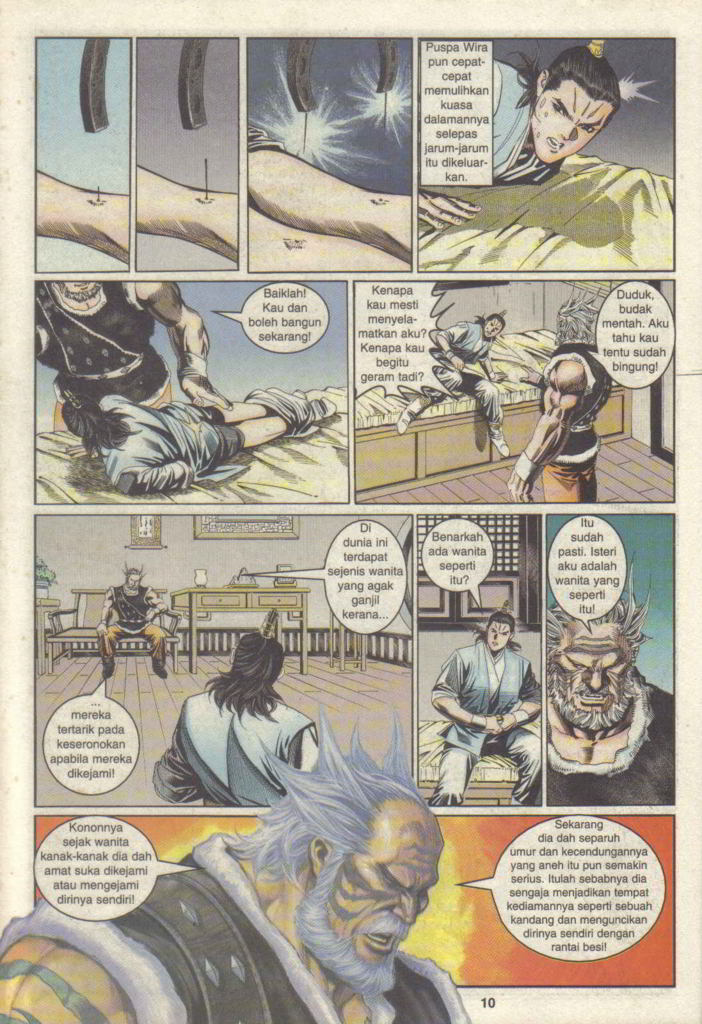 Puspa Wira
pun cepat-
cepat
memulihkan
kuasa
dalamannya
selepas
jarum-jarum
itu dikeluar-
kan.
Baiklah!
Kau dan
boleh bangun
sekarang!
Kenapa
kau mesti
menyela-
matkan aku?
Kenapa kau
begitu
geram tadi?
Duduk,
budak
mentah. Aku
tahu kau
tentu sudah
bingung!
Di
dunia ini
terdapat
sejenis wanita
yang agak
ganjil
kerana...
...
mereka
tertarik pada
keseronokan
apabila mereka
dikejami!
Benarkah
ada wanita
seperti
itu?
Itu
sudah
pasti. Isteri
aku adalah
wanita yang
seperti
itu!
Kononnya
sejak wanita
kanak-kanak dia dah
amat suka dikejami
atau mengejami
dirinya sendiri!
Sekarang
dia dah separuh
umur dan kecendungannya
yang aneh itu pun semakin
serius. Itulah sebabnya dia
sengaja menjadikan tempat
kediamannya seperti sebuah
kandang dan menguncikan
dirinya sendiri dengan
rantai besi!
10